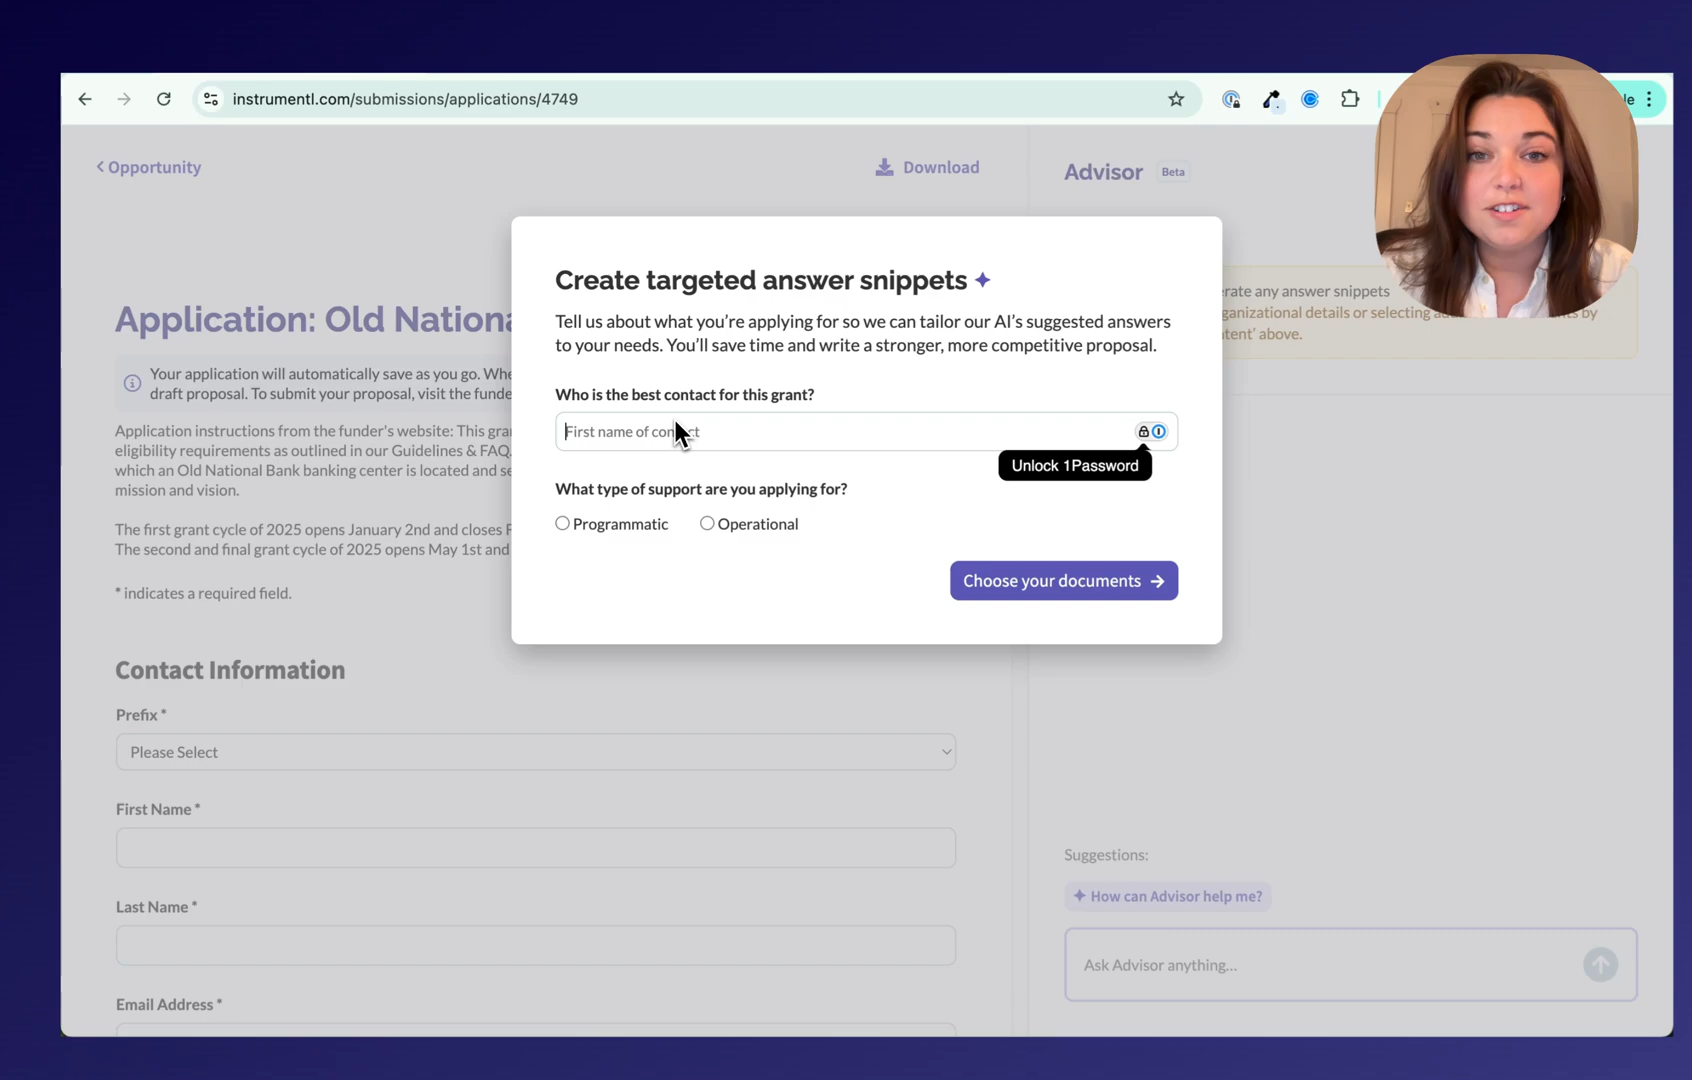 instrumentl.com/submissions/applications/4749
le
< Opportunity
Download
Advisor
Beta
Application: Old Nationa
Your application will automatically save as you go. Whe
draft proposal. To submit your proposal, visit the funde
Application instructions from the funder's website: This gra
eligibility requirements as outlined in our Guidelines & FAQ.
which an Old National Bank banking center is located and se
mission and vision.
The first grant cycle of 2025 opens January 2nd and closes F
The second and final grant cycle of 2025 opens May 1st and
* indicates a required field.
Contact Information
Prefix *
Please Select
First Name *
Last Name *
Email Address *
Create targeted answer snippets
Tell us about what you're applying for so we can tailor our AI's suggested answers
to your needs. You'll save time and write a stronger, more competitive proposal.
Who is the best contact for this grant?
First name of contact
Unlock 1Password
What type of support are you applying for?
Programmatic
Operational
Choose your documents
rate any answer snippets
ganizational details or selecting by
tent' above.
Suggestions:
How can Advisor help me?
Ask Advisor anything...